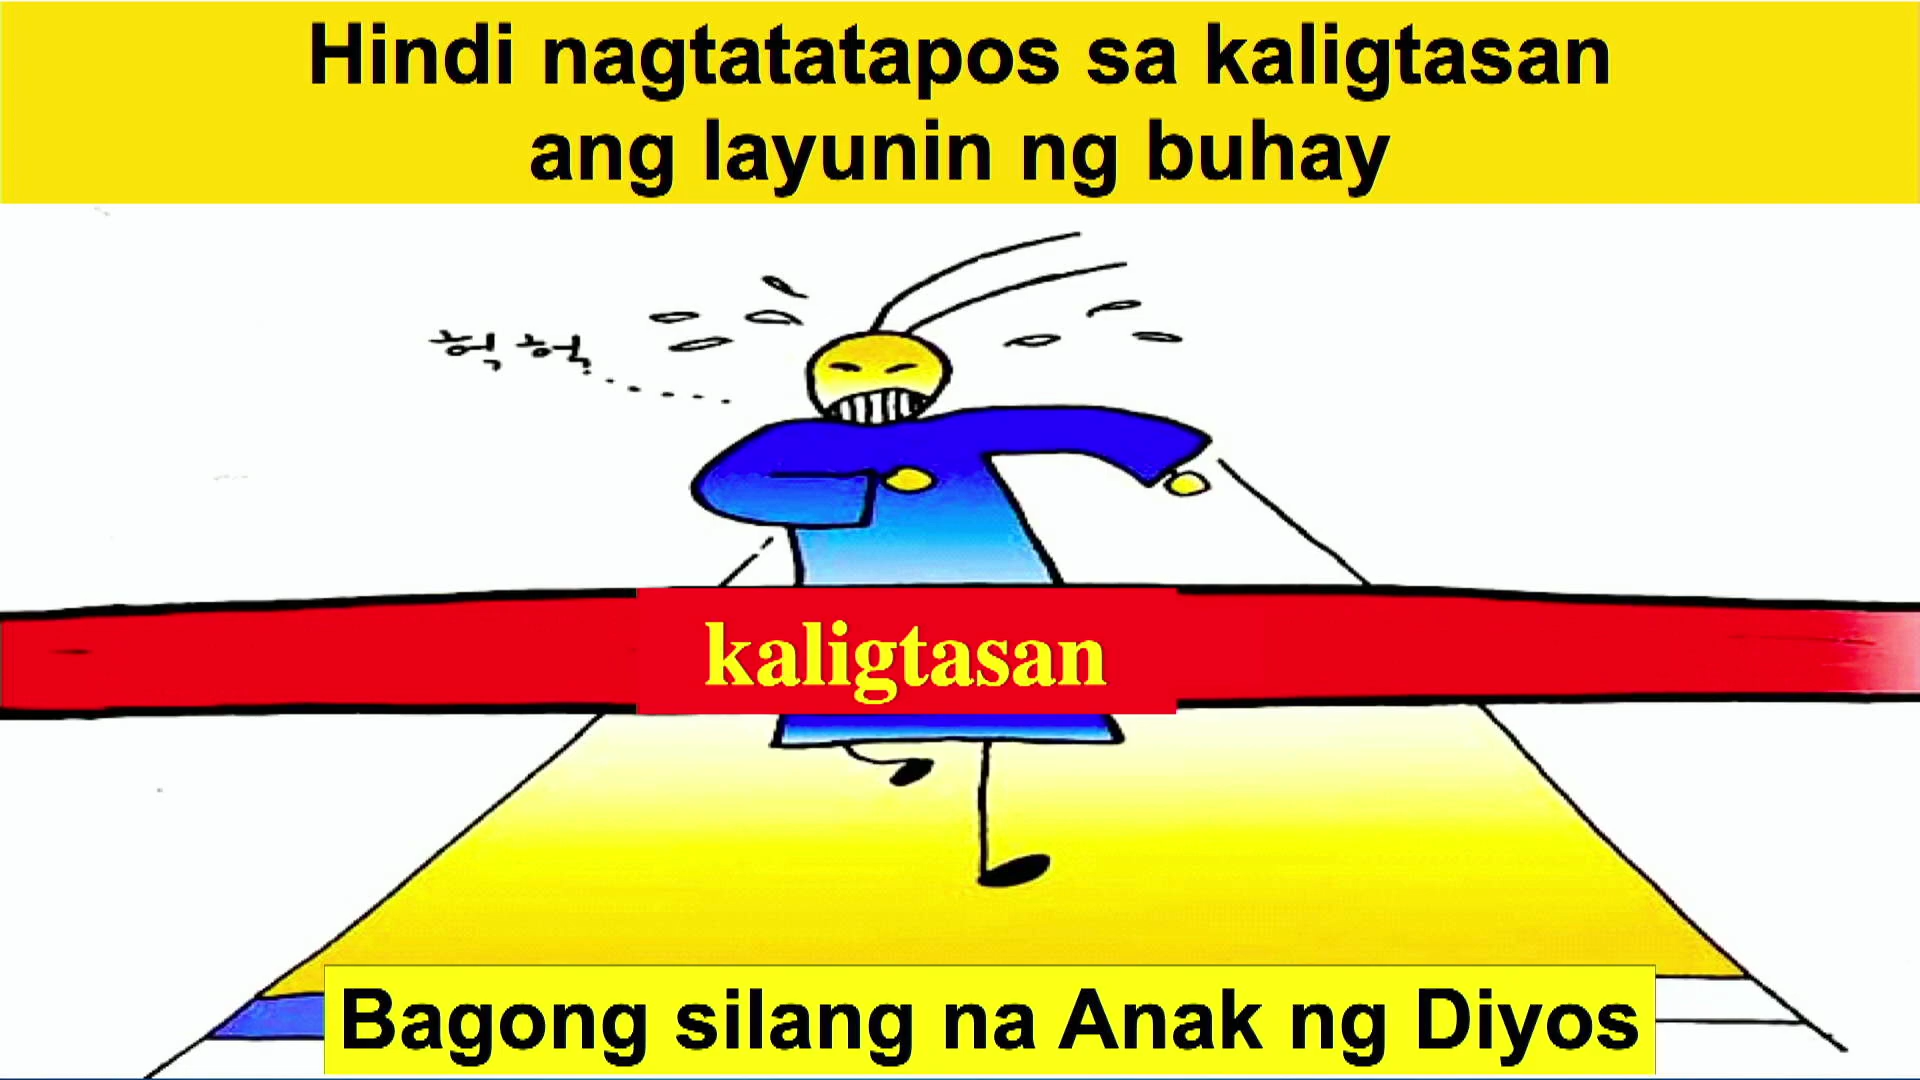 Hindi nagtatatapos sa kaligtasan
ang layunin ng buhay
헉 헉......
kaligtasan
Bagong silang na Anak ng Diyos